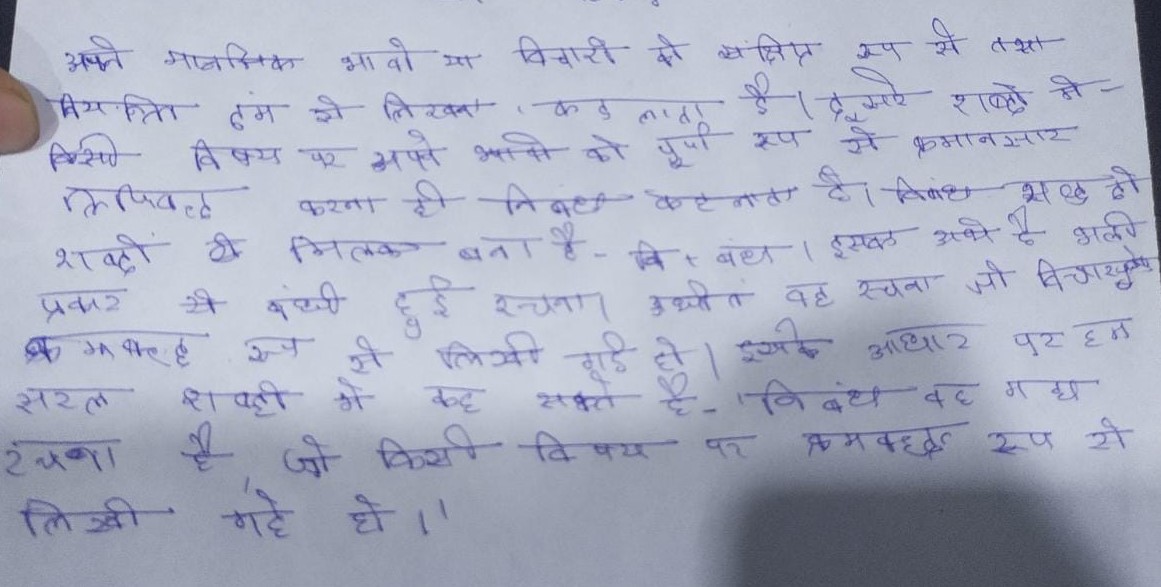 अपने मानसिक भावो या विचारो को संक्षिप्त रूप से तथा
नियन्त्रित ढंग से लिखना, कहलाता है। दूसरे शब्दो मे -
किसी विषय पर अपने भावो को पूर्ण रूप से क्रमानुसार
लिपिबद्ध करना ही निबंध कहलाता है। निबंध शब्द दो
शब्दों से मिलकर बना है - नि + बंध। इसका अर्थ है भली
प्रकार से बंधी हुई रचना। अर्थात वह रचना जो विचारपूर्वक
क्रमबद्ध रूप से लिखी हुई हो। इसके आधार पर हम
सरल शब्दो मे कह सकते है - 'निबंध वह गद्य
रचना है, जो किसी विषय पर क्रमबद्ध रूप से
लिखी गई हो।'